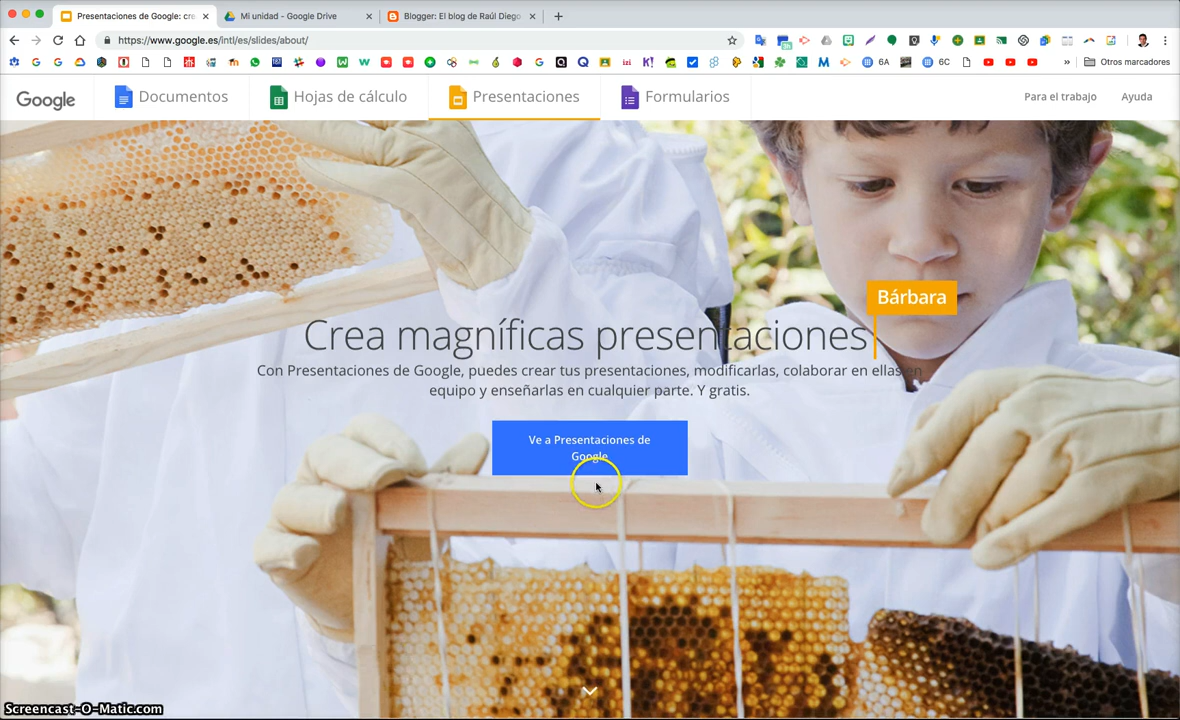 Presentaciones de Google: cre
Mi unidad - Google Drive
Blogger: El blog de Raúl Diego
https://www.google.es/intl/es/slides/about/
6A
6C
Otros marcadores
Google
Documentos
Hojas de cálculo
Presentaciones
Formularios
Para el trabajo
Ayuda
Bárbara
Crea magníficas presentaciones
Con Presentaciones de Google, puedes crear tus presentaciones, modificarlas, colaborar en ellas en
equipo y enseñarlas en cualquier parte. Y gratis.
Ve a Presentaciones de
Google
Screencast-O-Matic.com